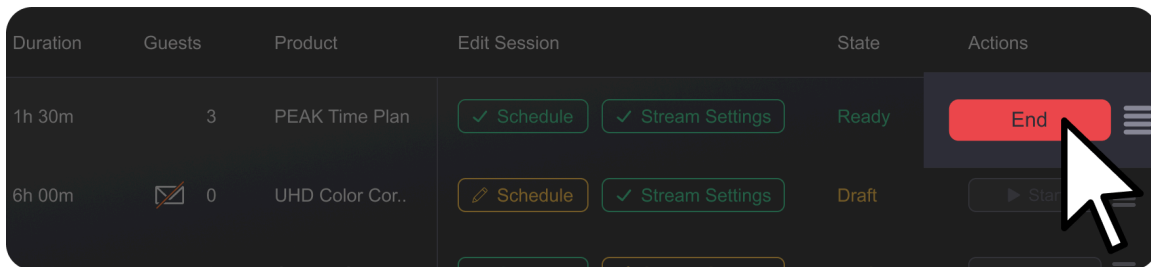 Duration Guests Product Edit Session State Actions
1h 30m 3 PEAK Time Plan Schedule Stream Settings Ready End
6h 00m 0 UHD Color Cor.. Schedule Stream Settings Draft